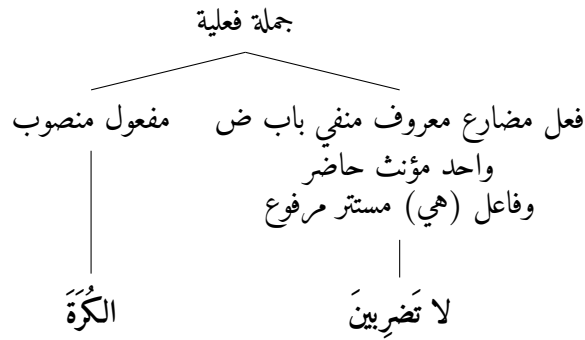 جملة فعلية
فعل مضارع معروف منفي باب ض
واحد مؤنث حاضر
وفاعل (هي) مستتر مرفوع
مفعول منصوب
لا تَضرِبينَ
الكُرَةَ